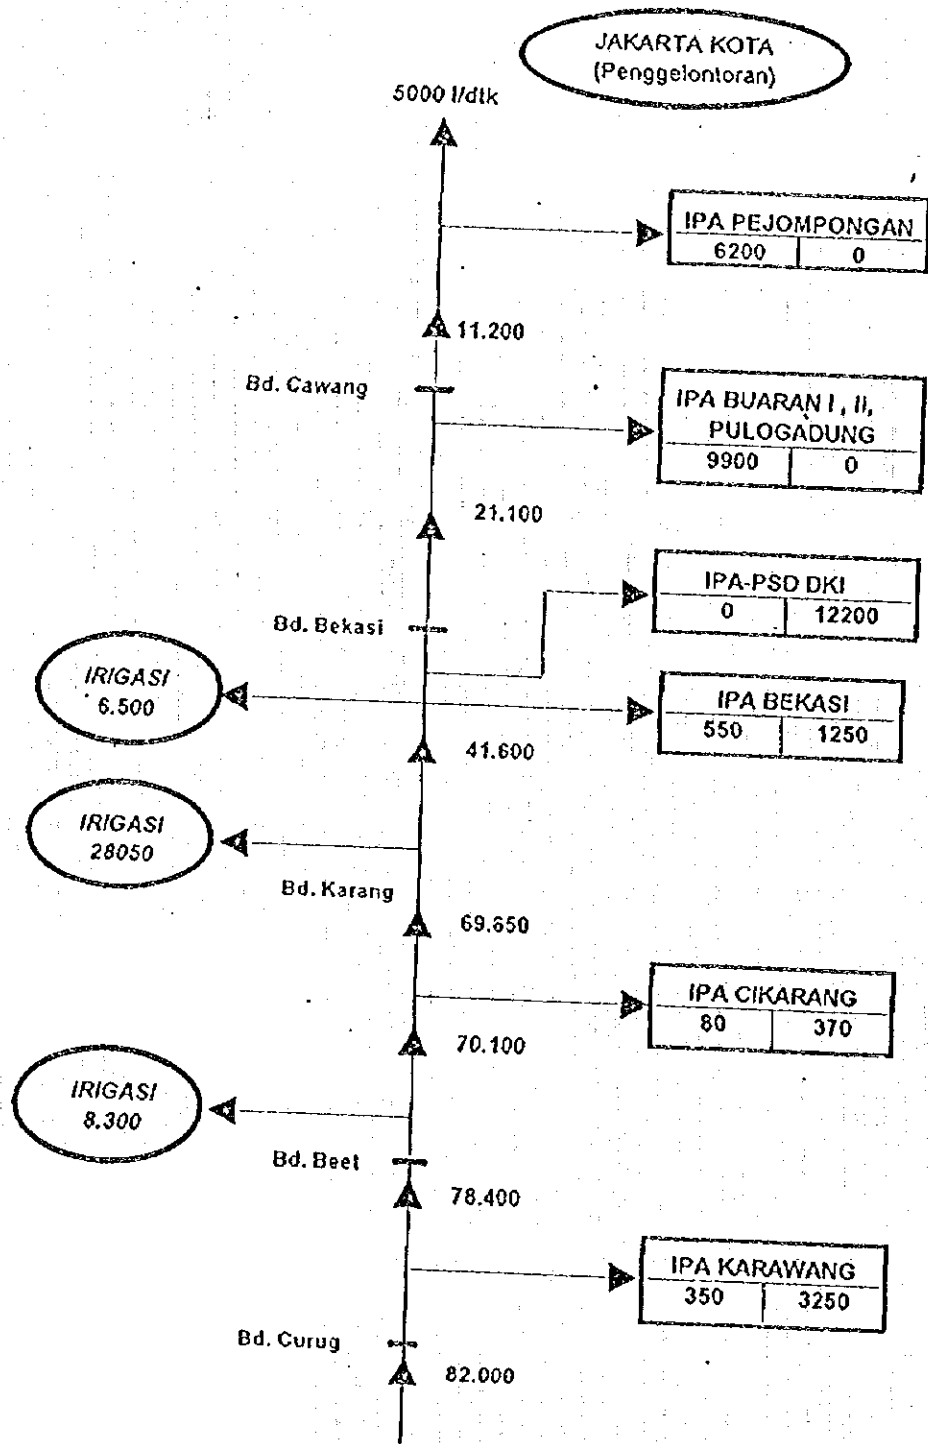 JAKARTA KOTA
(Penggelontoran)
5000 l/dtk
IPA PEJOMPONGAN
6200 0
11.200
Bd. Cawang
IPA BUARAN I, II,
PULOGADUNG
9900 0
21.100
IPA-PSD DKI
0 12200
Bd. Bekasi
IRIGASI
6.500
IPA BEKASI
550 1250
41.600
IRIGASI
28050
Bd. Karang
69.650
IPA CIKARANG
80 370
70.100
IRIGASI
8.300
Bd. Beet
78.400
IPA KARAWANG
350 3250
Bd. Curug
82.000